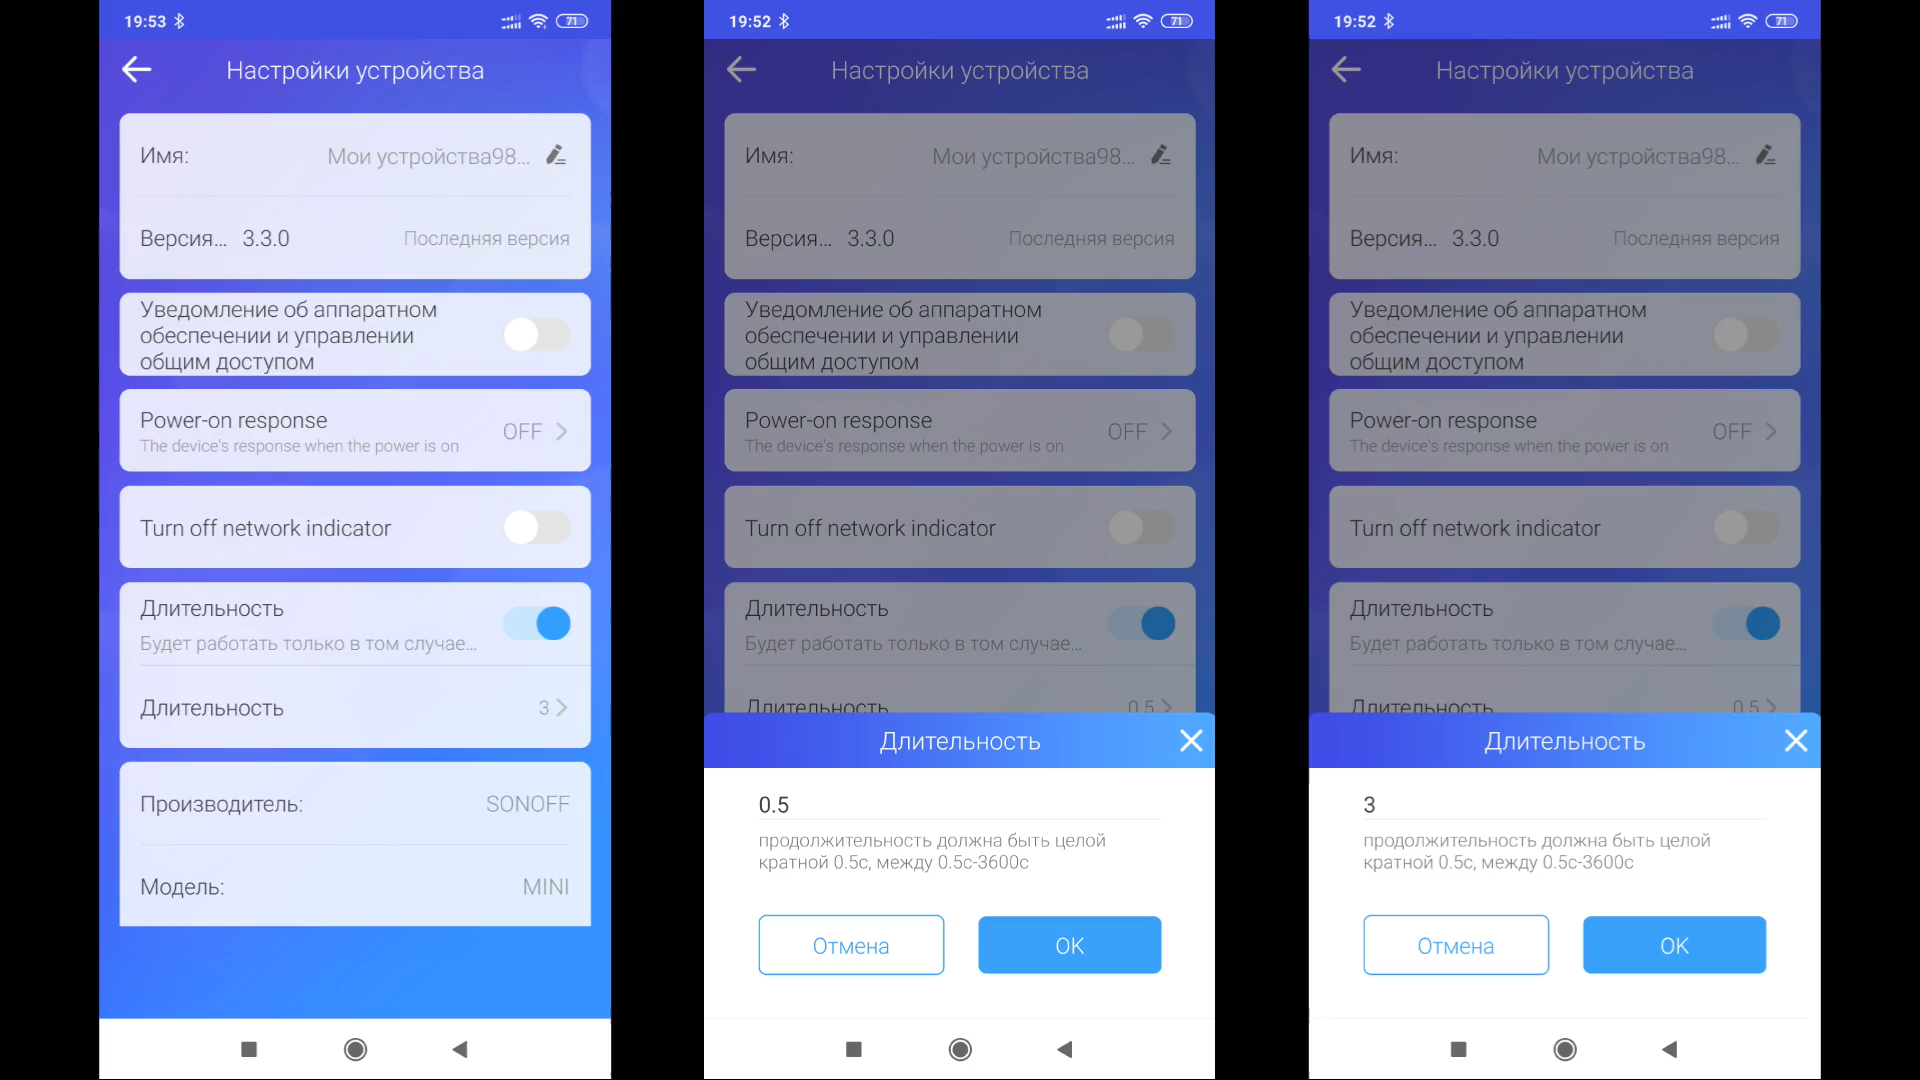 19:53
71
Настройки устройства
Имя:
Мои устройства98...
Версия... 3.3.0
Последняя версия
Уведомление об аппаратном
обеспечении и управлении
общим доступом
Power-on response
The device's response when the power is on
OFF
Turn off network indicator
Длительность
Будет работать только в том случае...
Длительность
3
Производитель:
SONOFF
Модель:
MINI
19:52
71
Настройки устройства
Имя:
Мои устройства98...
Версия... 3.3.0
Последняя версия
Уведомление об аппаратном
обеспечении и управлении
общим доступом
Power-on response
The device's response when the power is on
OFF
Turn off network indicator
Длительность
Будет работать только в том случае...
Длительность
0.5
Длительность
0.5
продолжительность должна быть целой
кратной 0.5с, между 0.5с-3600с
Отмена
OK
19:52
71
Настройки устройства
Имя:
Мои устройства98...
Версия... 3.3.0
Последняя версия
Уведомление об аппаратном
обеспечении и управлении
общим доступом
Power-on response
The device's response when the power is on
OFF
Turn off network indicator
Длительность
Будет работать только в том случае...
Длительность
0.5
Длительность
3
продолжительность должна быть целой
кратной 0.5с, между 0.5с-3600с
Отмена
OK